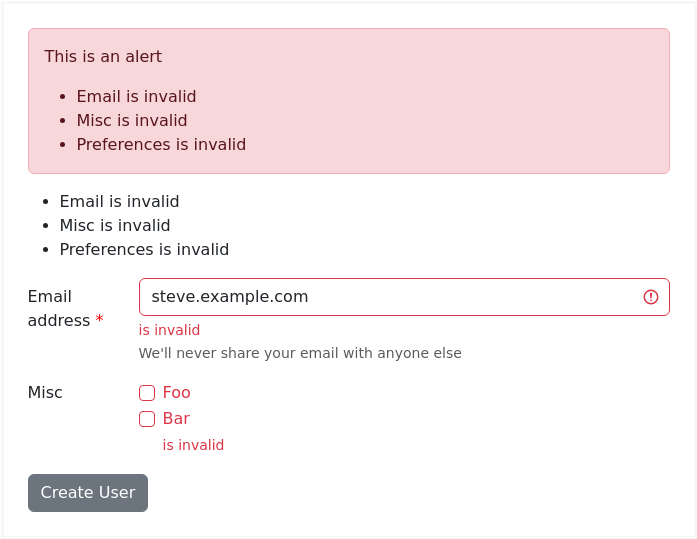 This is an alert
Email is invalid
Misc is invalid
Preferences is invalid
Email is invalid
Misc is invalid
Preferences is invalid
Email
address *
steve.example.com
is invalid
We'll never share your email with anyone else
Misc
Foo
Bar
is invalid
Create User